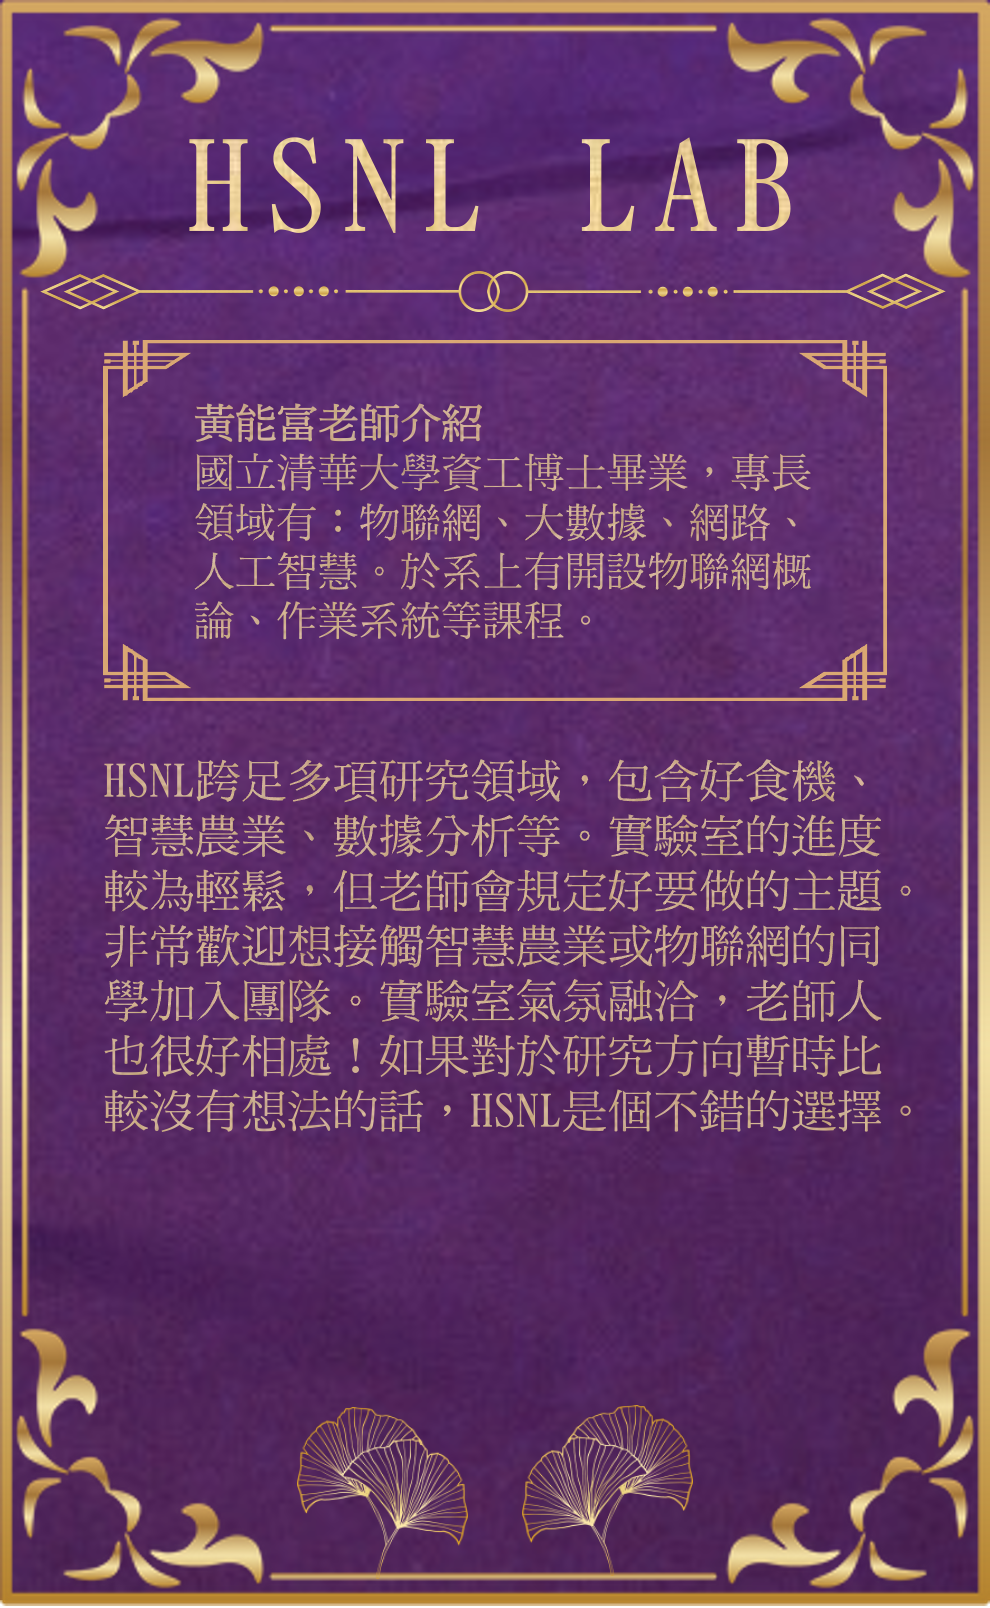 HSNL LAB
黃能富老師介紹
國立清華大學資工博士畢業，專長
領域有：物聯網、大數據、網路、
人工智慧。於系上有開設物聯網概
論、作業系統等課程。
HSNL跨足多項研究領域，包含好食機、
智慧農業、數據分析等。實驗室的進度
較為輕鬆，但老師會規定好要做的主題。
非常歡迎想接觸智慧農業或物聯網的同
學加入團隊。實驗室氣氛融洽，老師人
也很好相處！如果對於研究方向暫時比
較沒有想法的話，HSNL是個不錯的選擇。